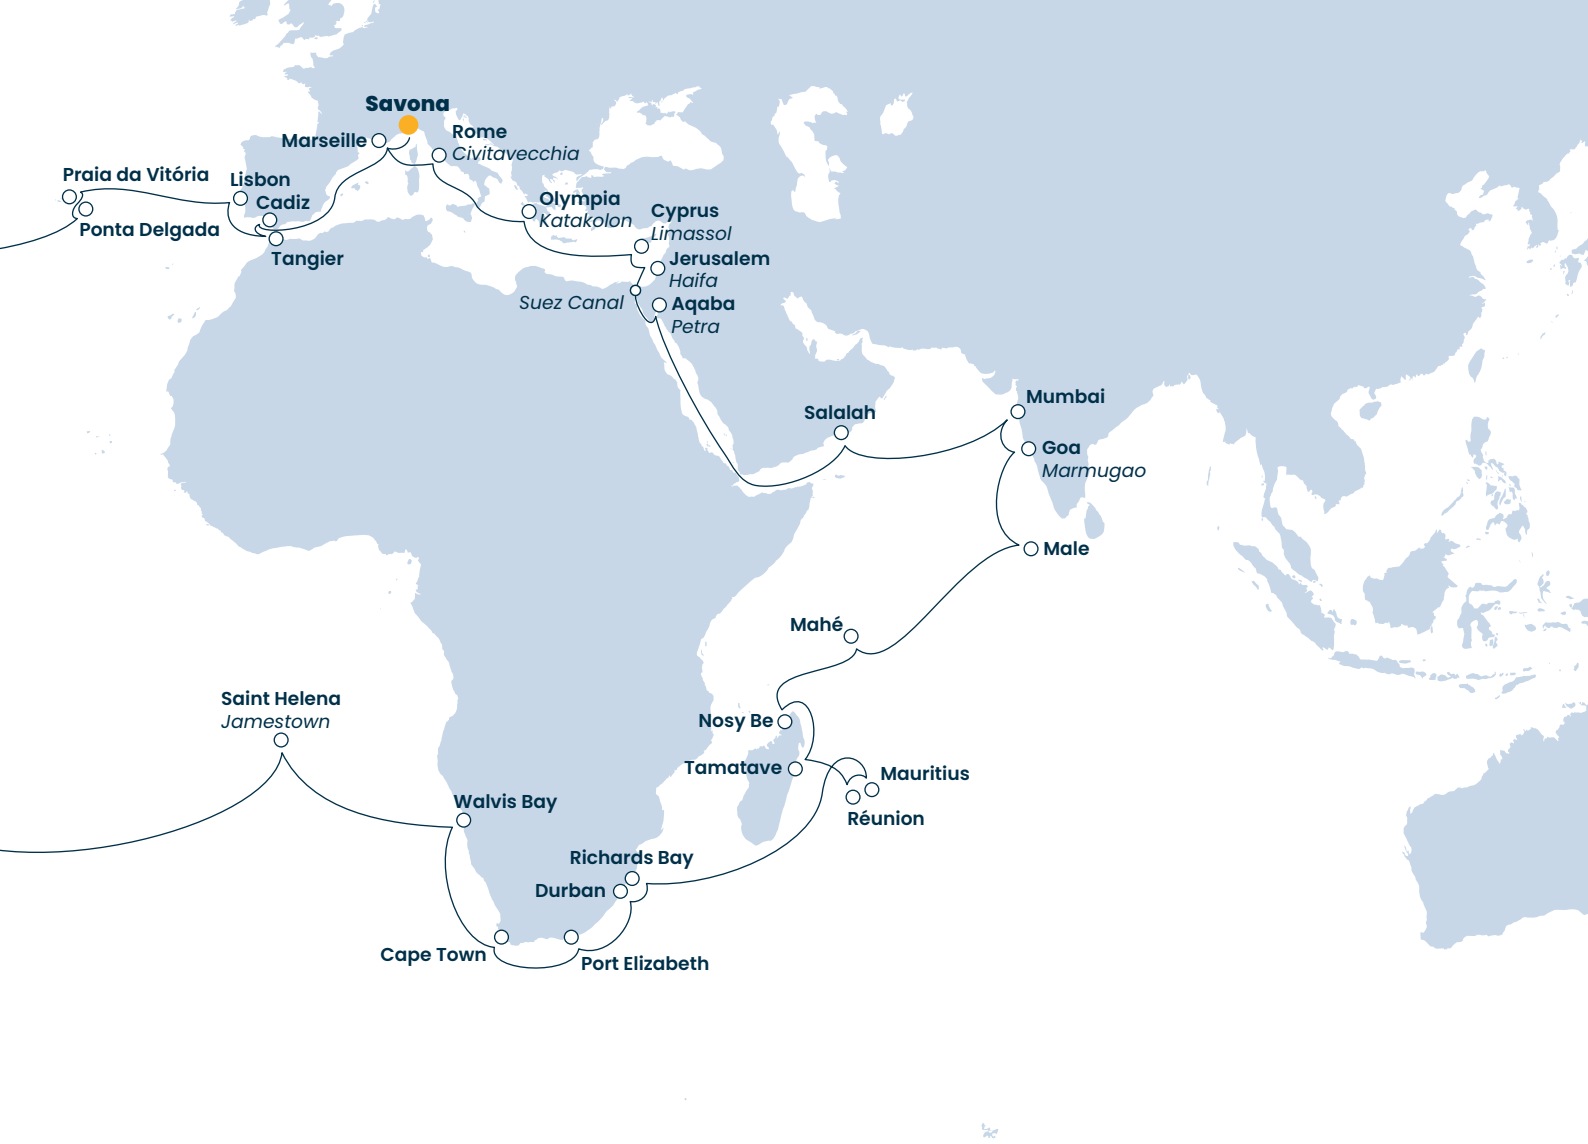 Savona
Marseille
Rome
Civitavecchia
Praia da Vitória
Lisbon
Cadiz
Ponta Delgada
Tangier
Olympia
Katakolon
Cyprus
Limassol
Jerusalem
Haifa
Suez Canal
Aqaba
Petra
Salalah
Mumbai
Goa
Marmugao
Male
Mahé
Saint Helena
Jamestown
Nosy Be
Tamatave
Mauritius
Réunion
Walvis Bay
Richards Bay
Durban
Cape Town
Port Elizabeth